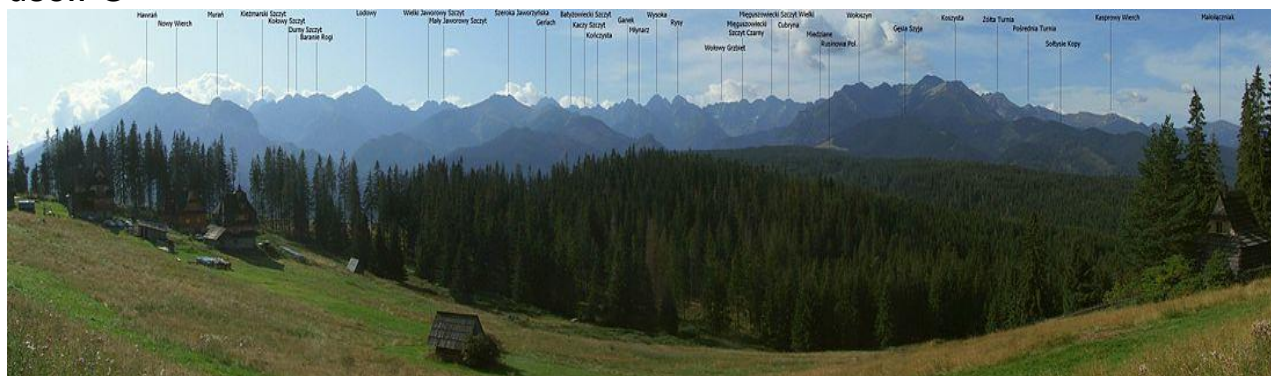 Hawrań
Nowy Wierch
Murań
Kieżmarski Szczyt
Kołowy Szczyt
Durny Szczyt
Baranie Rogi
Lodowy
Wielki Jaworowy Szczyt
Mały Jaworowy Szczyt
Szeroka Jaworzyńska
Gerlach
Batyżowiecki Szczyt
Kaczy Szczyt
Kończysta
Ganek
Młynarz
Wysoka
Rysy
Wołowy Grzbiet
Mięguszowiecki
Szczyt Czarny
Mięguszowiecki Szczyt Wielki
Cubryna
Miedziane
Rusinowa Pol.
Wołoszyn
Gęsia Szyja
Koszysta
Żółta Turnia
Pośrednia Turnia
Sołtysie Kopy
Kasprowy Wierch
Małołączniak